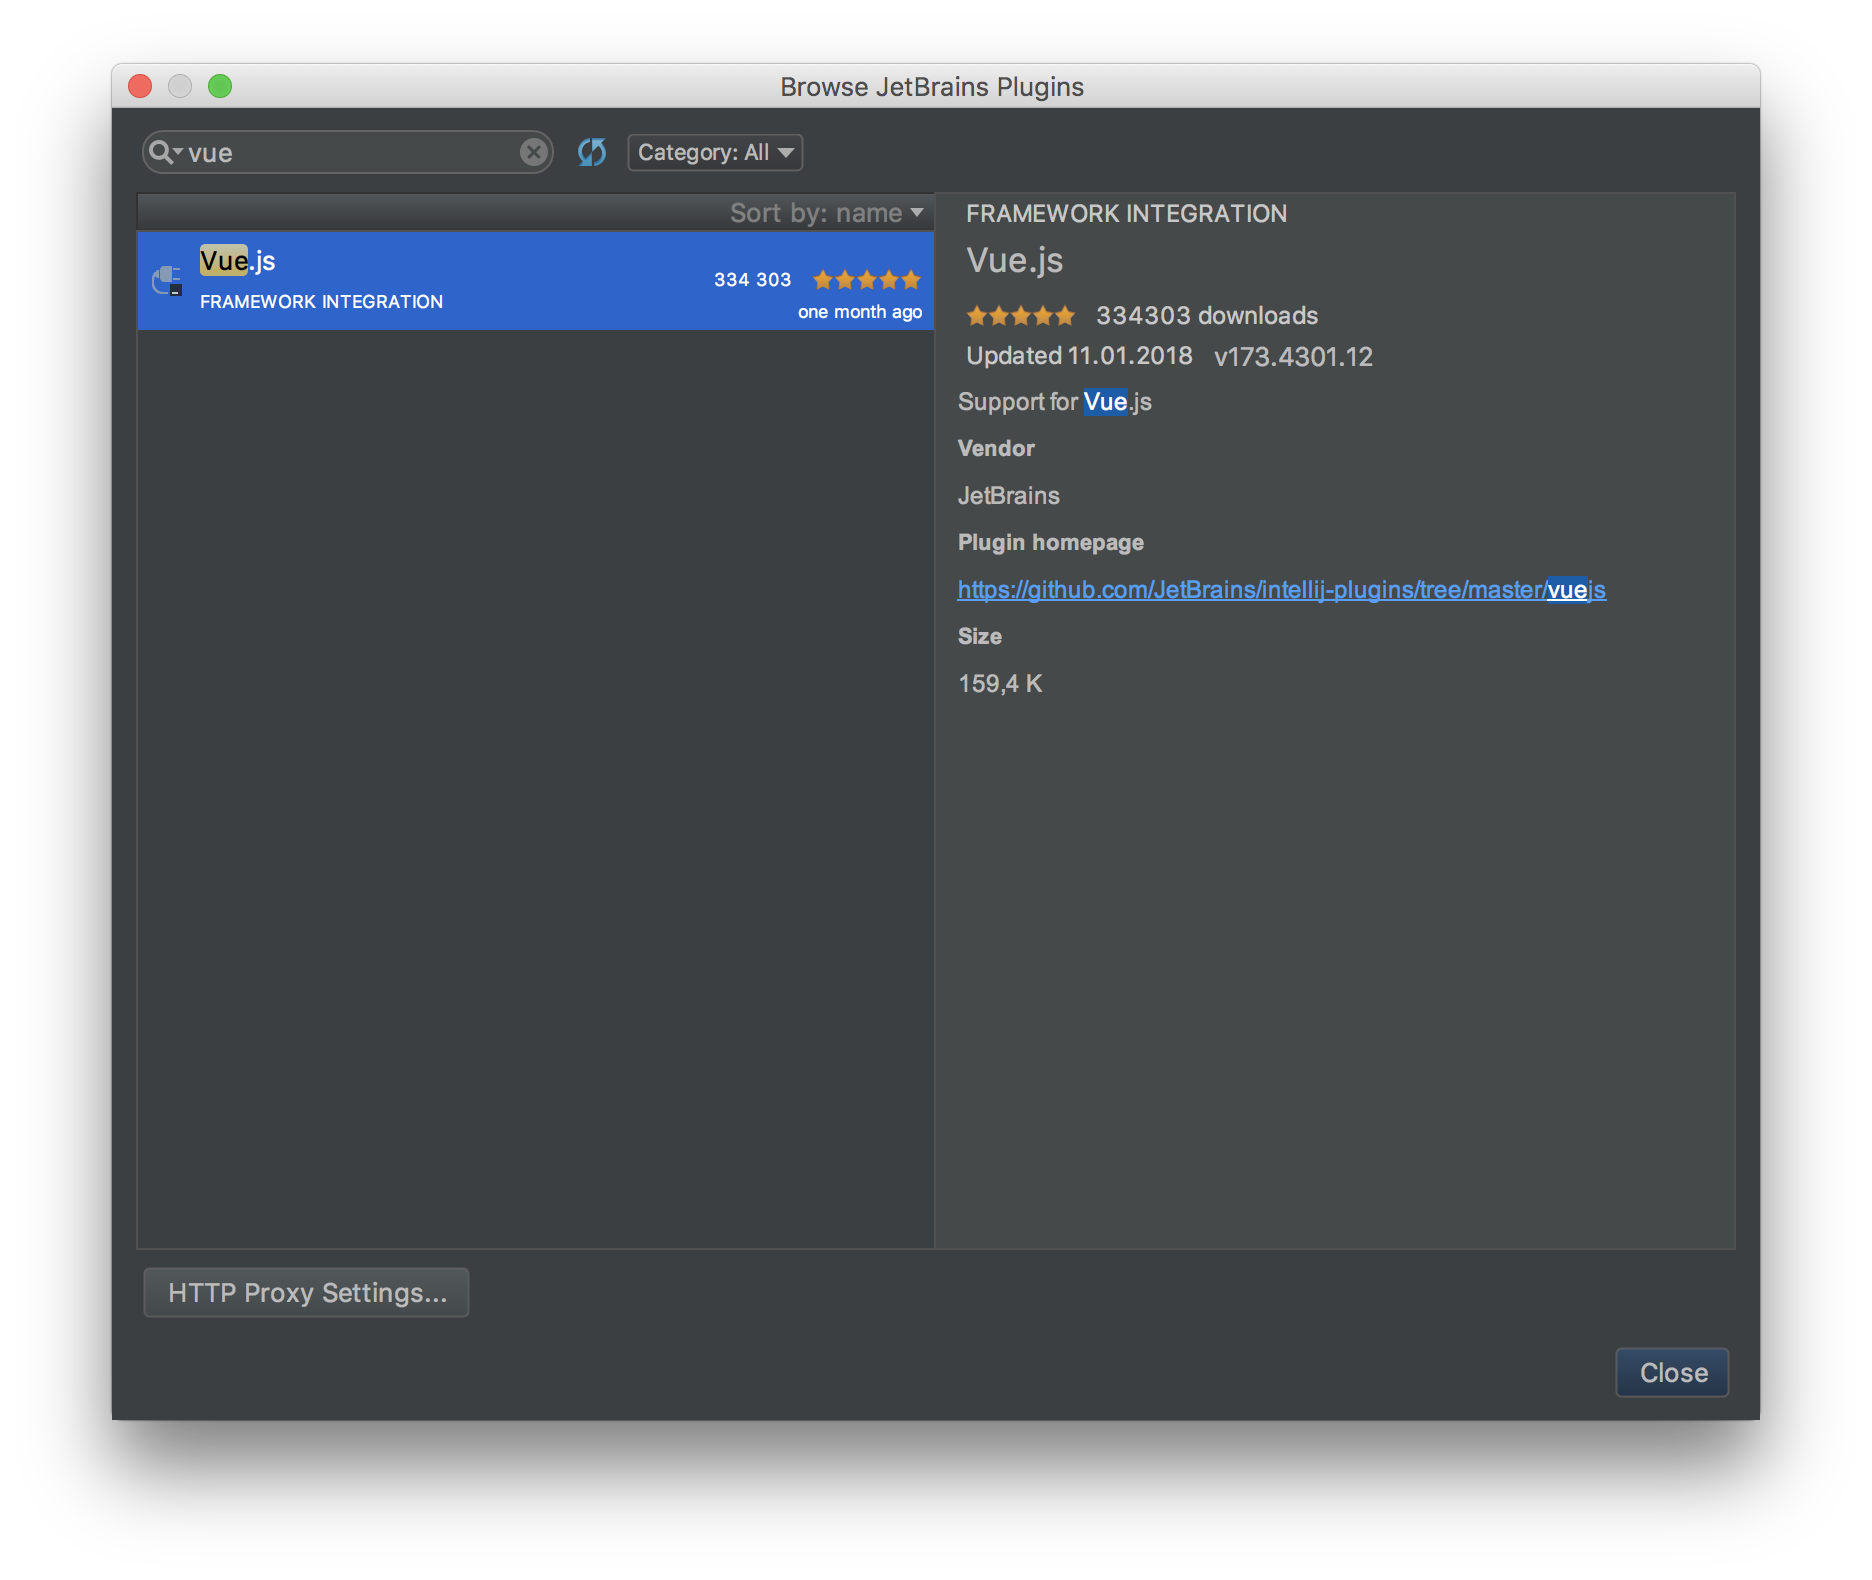 Browse JetBrains Plugins
vue
Category: All
Sort by: name
Vue.js
334 303
FRAMEWORK INTEGRATION
one month ago
FRAMEWORK INTEGRATION
Vue.js
334303 downloads
Updated 11.01.2018 v173.4301.12
Support for Vue.js
Vendor
JetBrains
Plugin homepage
https://github.com/JetBrains/intellij-plugins/tree/master/vuejs
Size
159,4 K
HTTP Proxy Settings...
Close